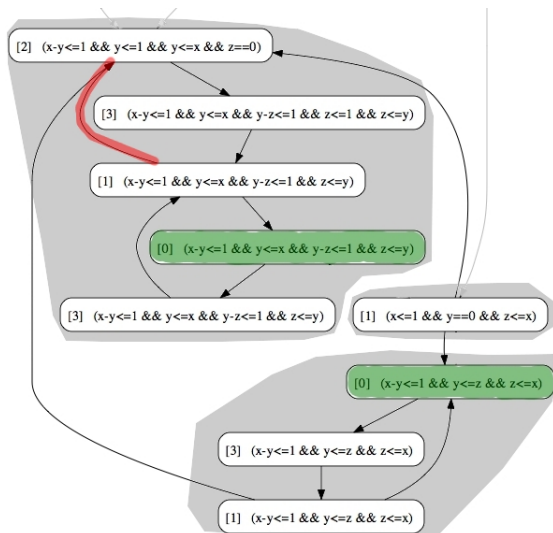 [2] (x-y<=1 && y<=1 && y<=x && z==0)
[3] (x-y<=1 && y<=x && y-z<=1 && z<=1 && z<=y)
[1] (x-y<=1 && y<=x && y-z<=1 && z<=y)
[0] (x-y<=1 && y<=x && y-z<=1 && z<=y)
[3] (x-y<=1 && y<=x && y-z<=1 && z<=y)
[1] (x<=1 && y==0 && z<=x)
[0] (x-y<=1 && y<=z && z<=x)
[3] (x-y<=1 && y<=z && z<=x)
[1] (x-y<=1 && y<=z && z<=x)